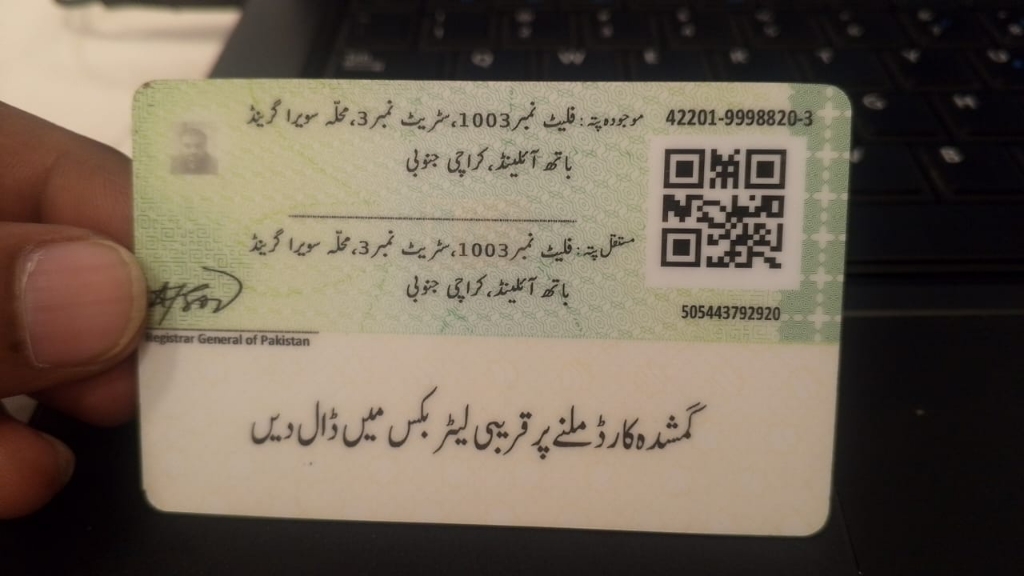 موجودہ پتہ: فلیٹ نمبر 1003، سٹریٹ نمبر 3، محلہ سویرا گرینڈ
42201-9998820-3
باتھ آئلینڈ، کراچی جنوبی
مستقل پتہ: فلیٹ نمبر 1003، سٹریٹ نمبر 3، محلہ سویرا گرینڈ
باتھ آئلینڈ، کراچی جنوبی
505443792920
Registrar General of Pakistan
گمشدہ کارڈ ملنے پر قریبی لیٹر بکس میں ڈال دیں